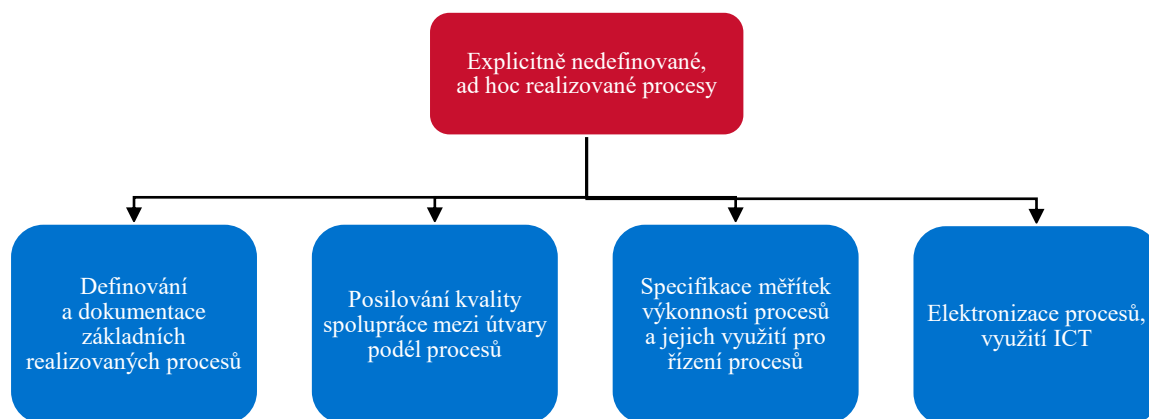 Explicitně nedefinované,
ad hoc realizované procesy
Definování
a dokumentace
základních
realizovaných procesů
Posilování kvality
spolupráce mezi útvary
podél procesů
Specifikace měřítek
výkonnosti procesů
a jejich využití pro
řízení procesů
Elektronizace procesů,
využití ICT